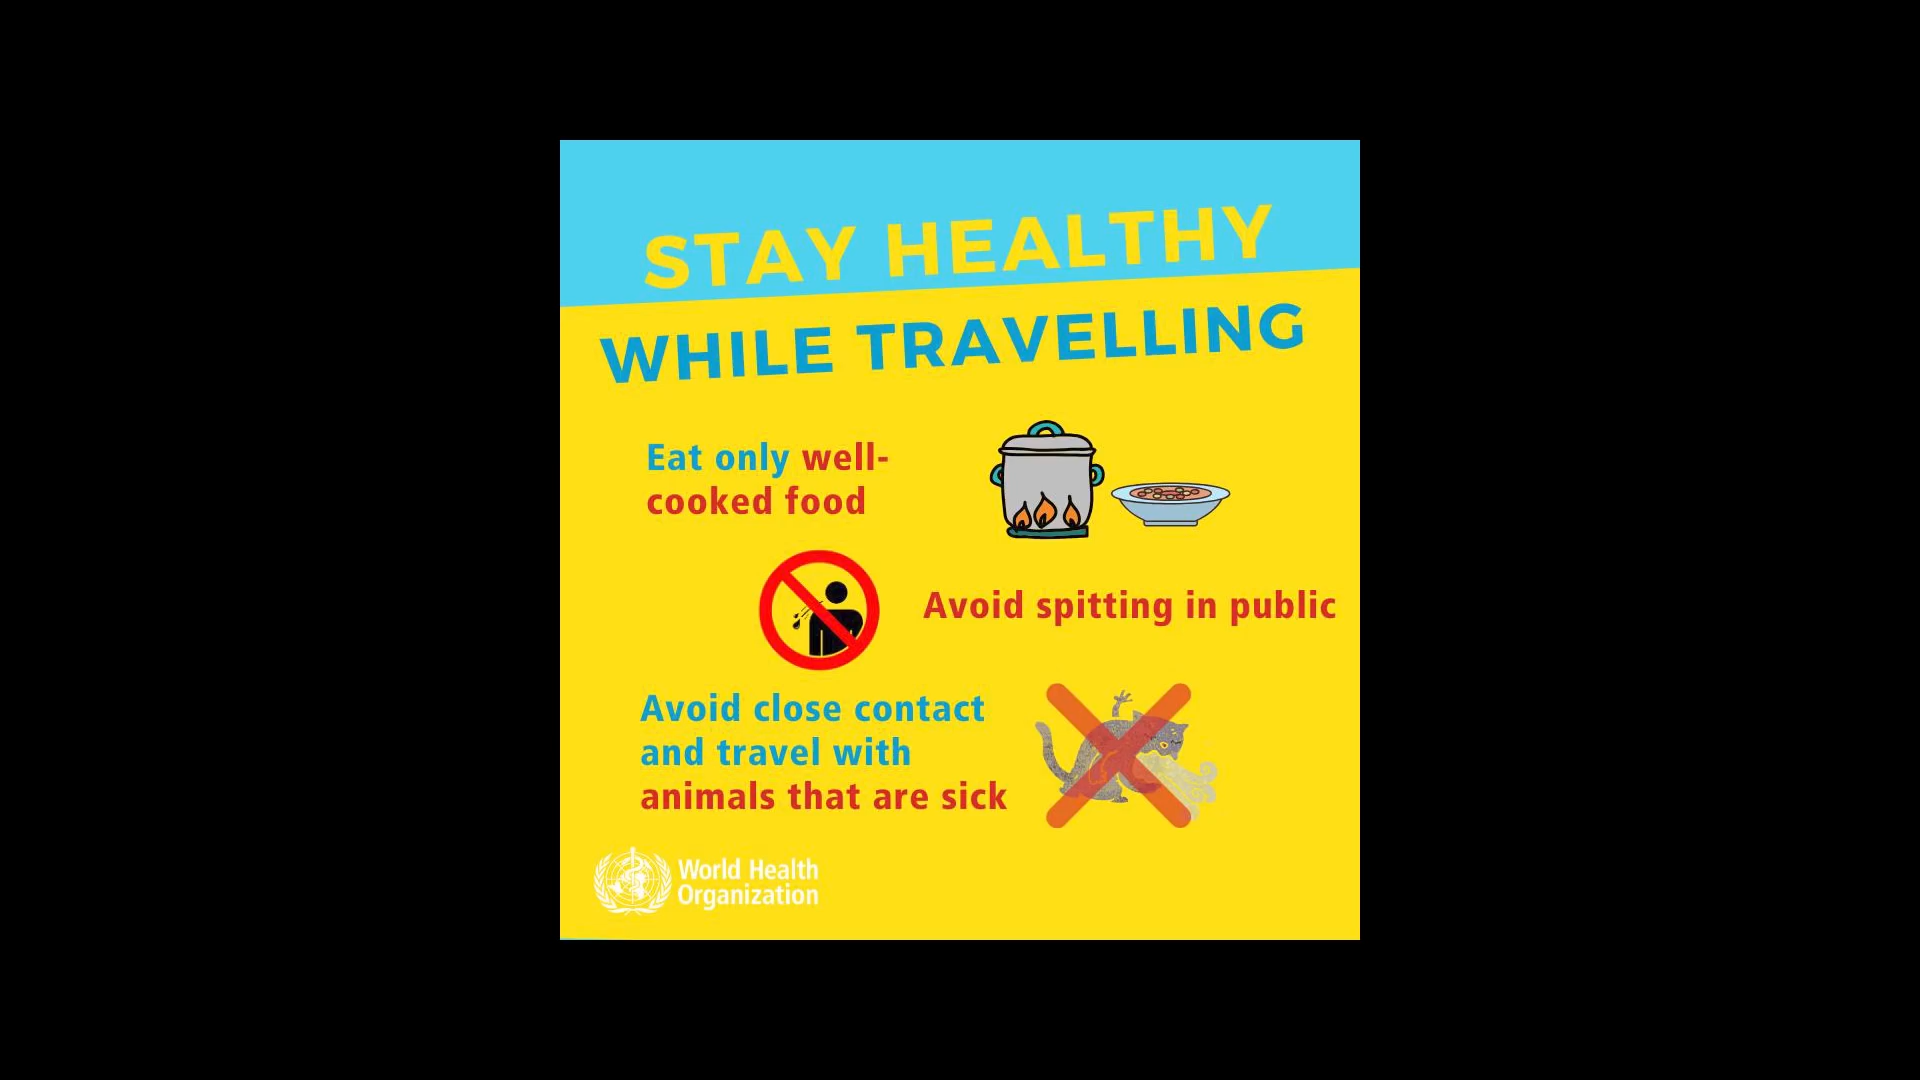 STAY HEALTHY
WHILE TRAVELLING
Eat only well-
cooked food
Avoid spitting in public
Avoid close contact
and travel with
animals that are sick
World Health
Organization